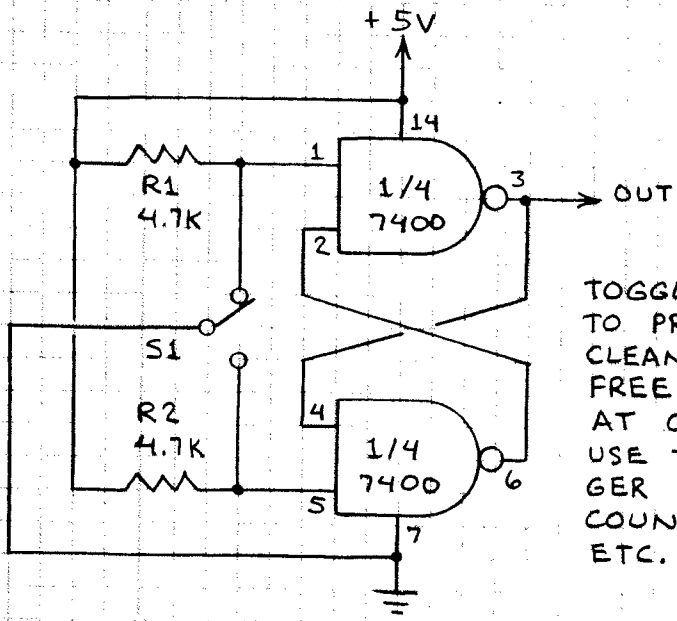 + 5V
14
1
1/4
7400
3
OUT
2
R1
4.7K
S1
R2
4.7K
4
1/4
7400
5
6
7
TOGGL
TO PR
CLEAN
FREE
AT
USE
GER
COUN
ETC.